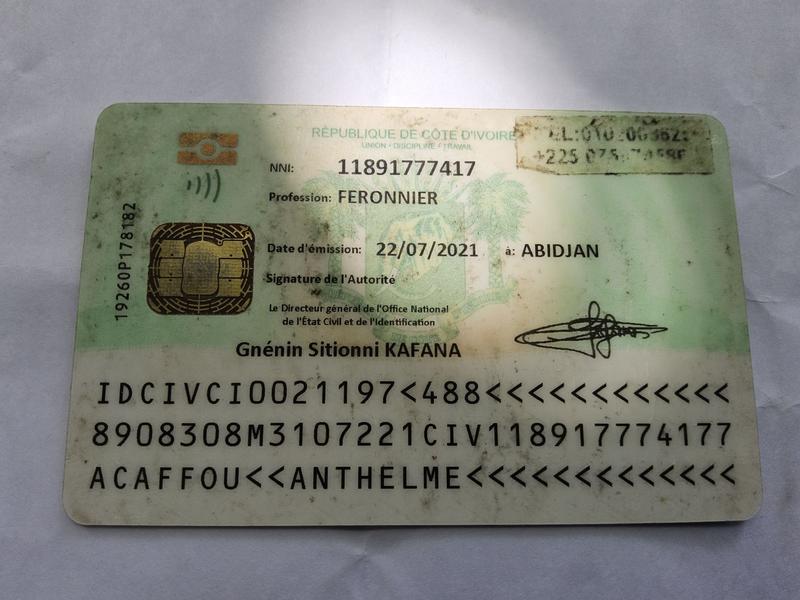 RÉPUBLIQUE DE CÔTE D'IVOIRE
UNION - DISCIPLINE - TRAVAIL
NNI: 11891777417
Profession: FERONNIER
Date d'émission: 22/07/2021 à: ABIDJAN
Signature de l'Autorité
Le Directeur général de l'Office National
de l'État Civil et de l'Identification
Gnénin Sitionni KAFANA
19260P178182
+225
IDCIVCI0021197<488<<<<<<<<<<<<
8908308M3107221CIV118917774177
ACAFFOU<<ANTHELME<<<<<<<<<<<<<